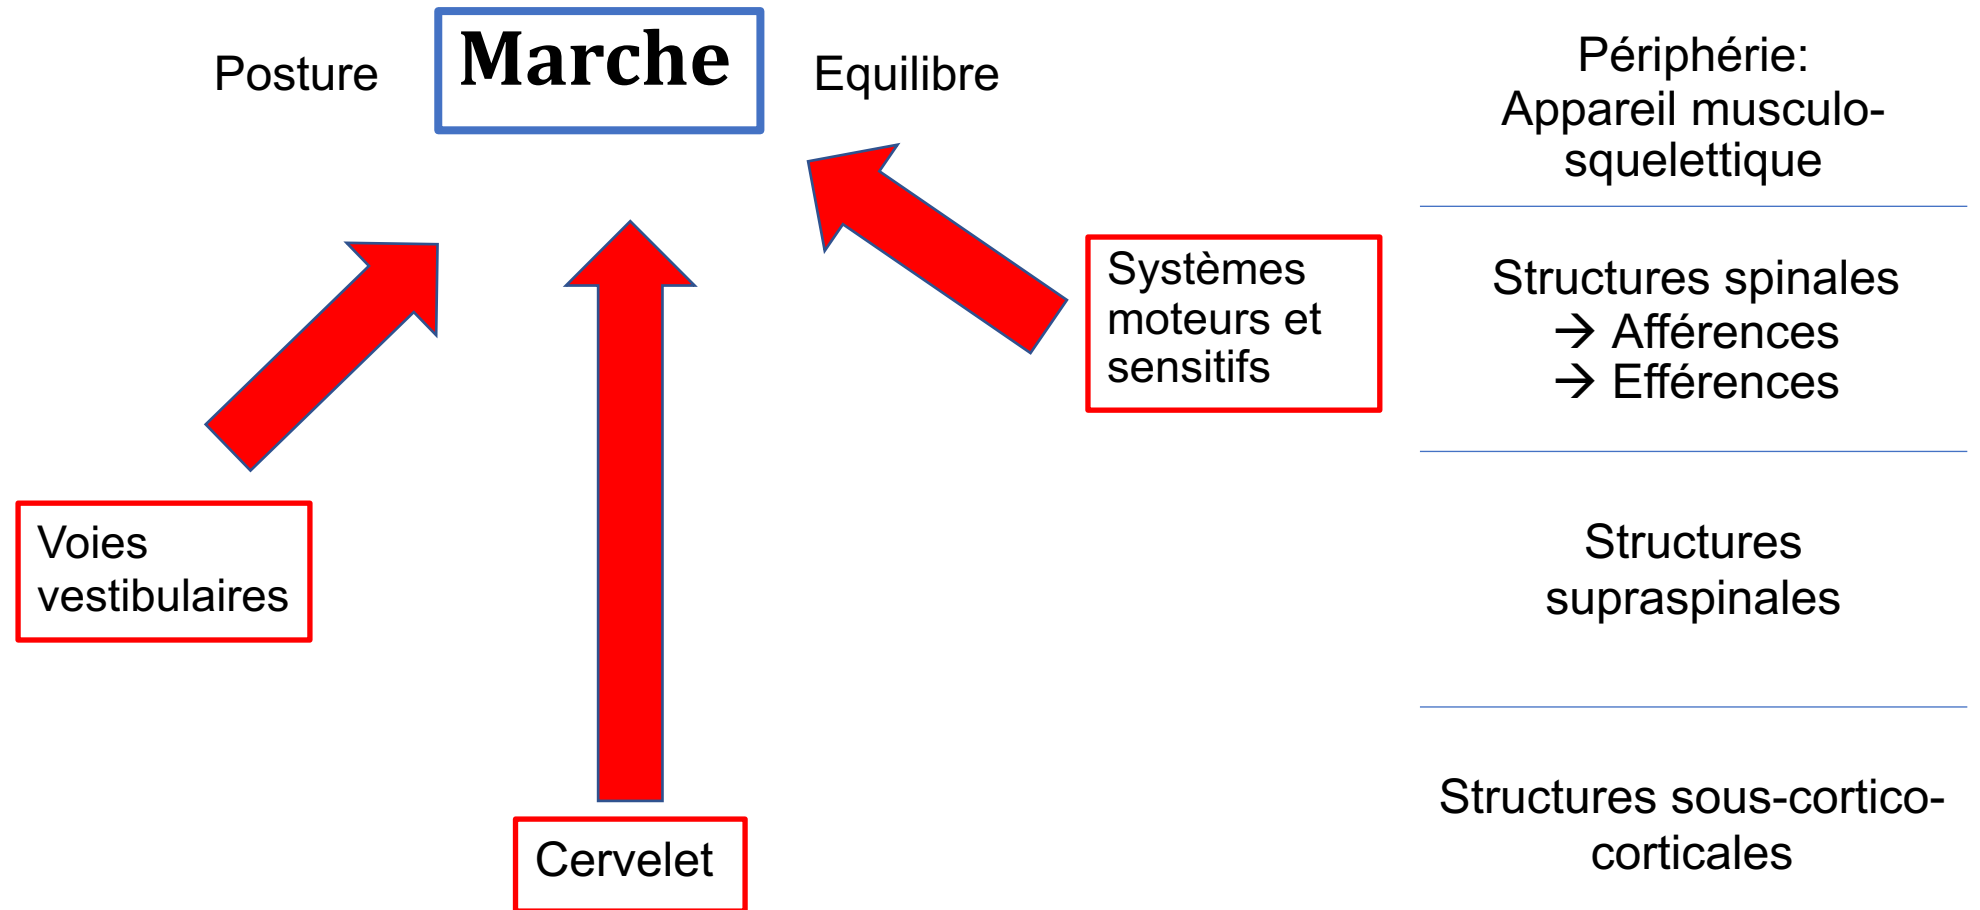 Posture
Marche
Equilibre
Voies
vestibulaires
Cervelet
Systèmes
moteurs et
sensitifs
Périphérie:
Appareil musculo-
squelettique
Structures spinales
→ Afférences
→ Efférences
Structures
supraspinales
Structures sous-cortico-
corticales